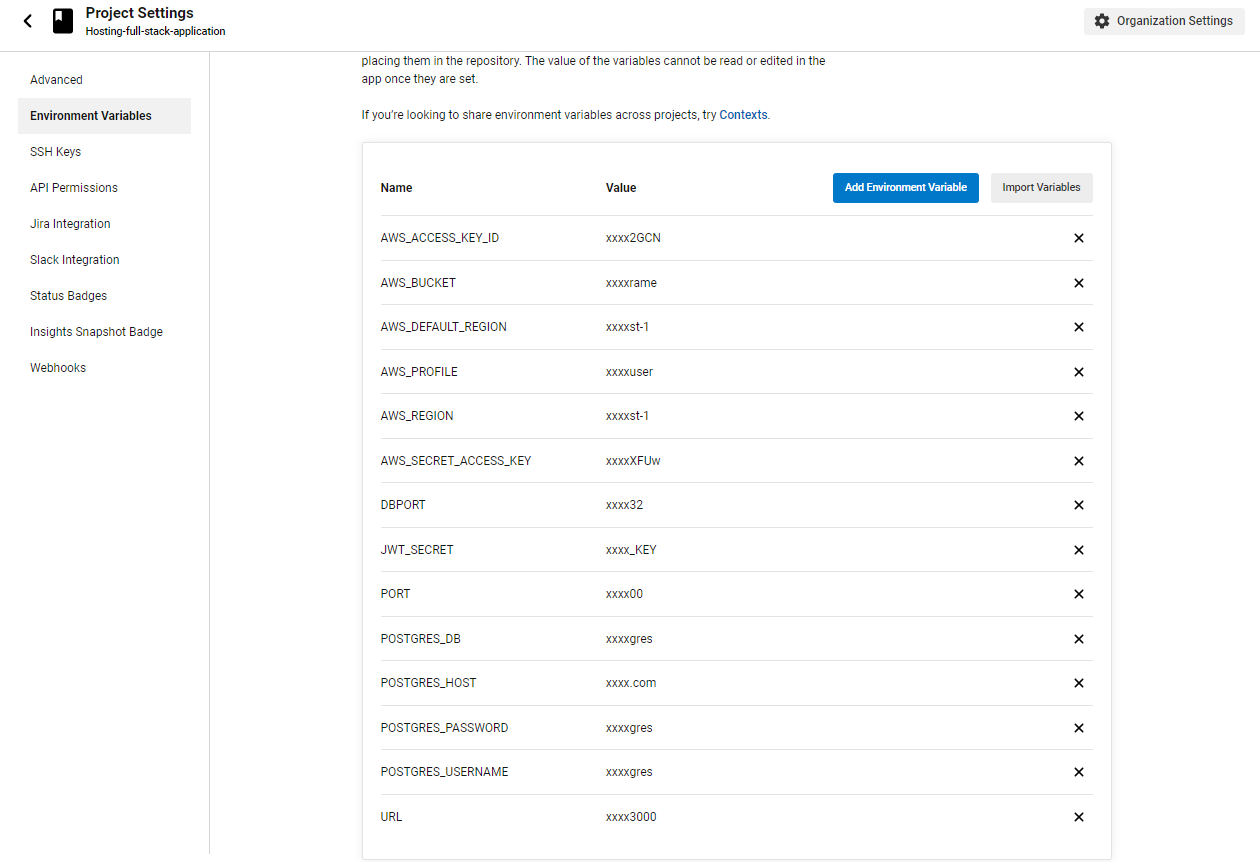 Project Settings
Hosting-full-stack-application
Organization Settings
Advanced
Environment Variables
SSH Keys
API Permissions
Jira Integration
Slack Integration
Status Badges
Insights Snapshot Badge
Webhooks
placing them in the repository. The value of the variables cannot be read or edited in the
app once they are set.
If you’re looking to share environment variables across projects, try Contexts.
Name Value Add Environment Variable Import Variables
AWS_ACCESS_KEY_ID xxxx2GCN
AWS_BUCKET xxxxrame
AWS_DEFAULT_REGION xxxxst-1
AWS_PROFILE xxxxuser
AWS_REGION xxxxst-1
AWS_SECRET_ACCESS_KEY xxxxXFUw
DBPORT xxxx32
JWT_SECRET xxxx_KEY
PORT xxxx00
POSTGRES_DB xxxxgres
POSTGRES_HOST xxxx.com
POSTGRES_PASSWORD xxxxgres
POSTGRES_USERNAME xxxxgres
URL xxxx3000